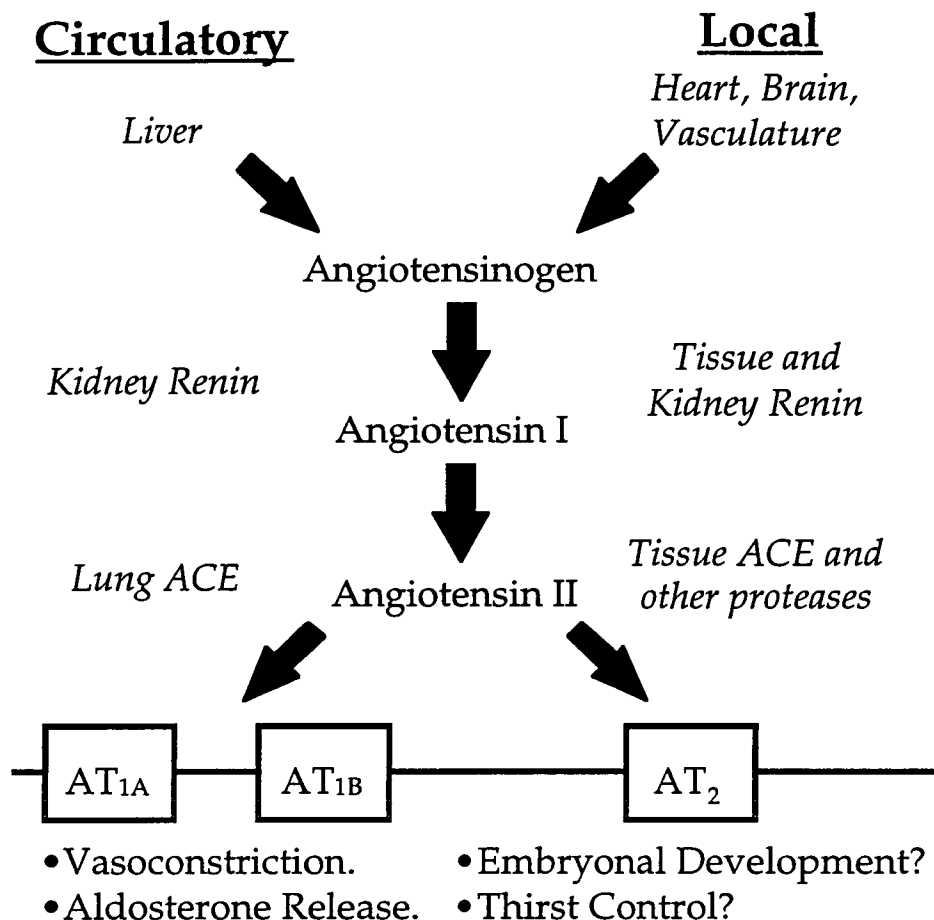 Circulatory
Local
Liver
Heart, Brain,
Vasculature
Angiotensinogen
Kidney Renin
Tissue and
Kidney Renin
Angiotensin I
Lung ACE
Angiotensin II
Tissue ACE and
other proteases
AT1A
AT1B
AT2
•Vasoconstriction.
•Aldosterone Release.
•Embryonal Development?
•Thirst Control?